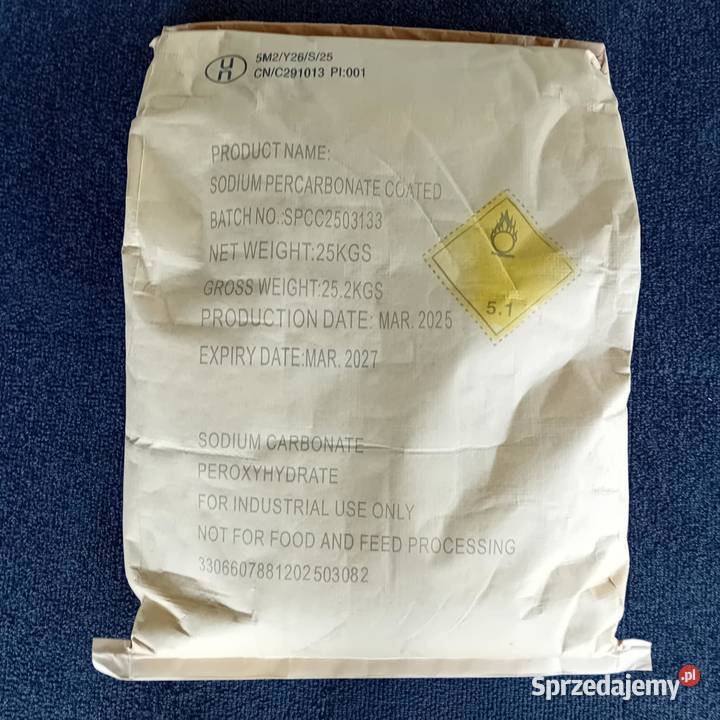 un
5M2/Y26/S/25
CN/C291013 PI:001
PRODUCT NAME:
SODIUM PERCARBONATE COATED
BATCH NO.:SPCC2503133
NET WEIGHT:25KGS
GROSS WEIGHT:25.2KGS
PRODUCTION DATE: MAR. 2025
EXPIRY DATE:MAR. 2027
5.1
SODIUM CARBONATE
PEROXYHYDRATE
FOR INDUSTRIAL USE ONLY
NOT FOR FOOD AND FEED PROCESSING
3306607881202503082
Sprzedajemy.pl